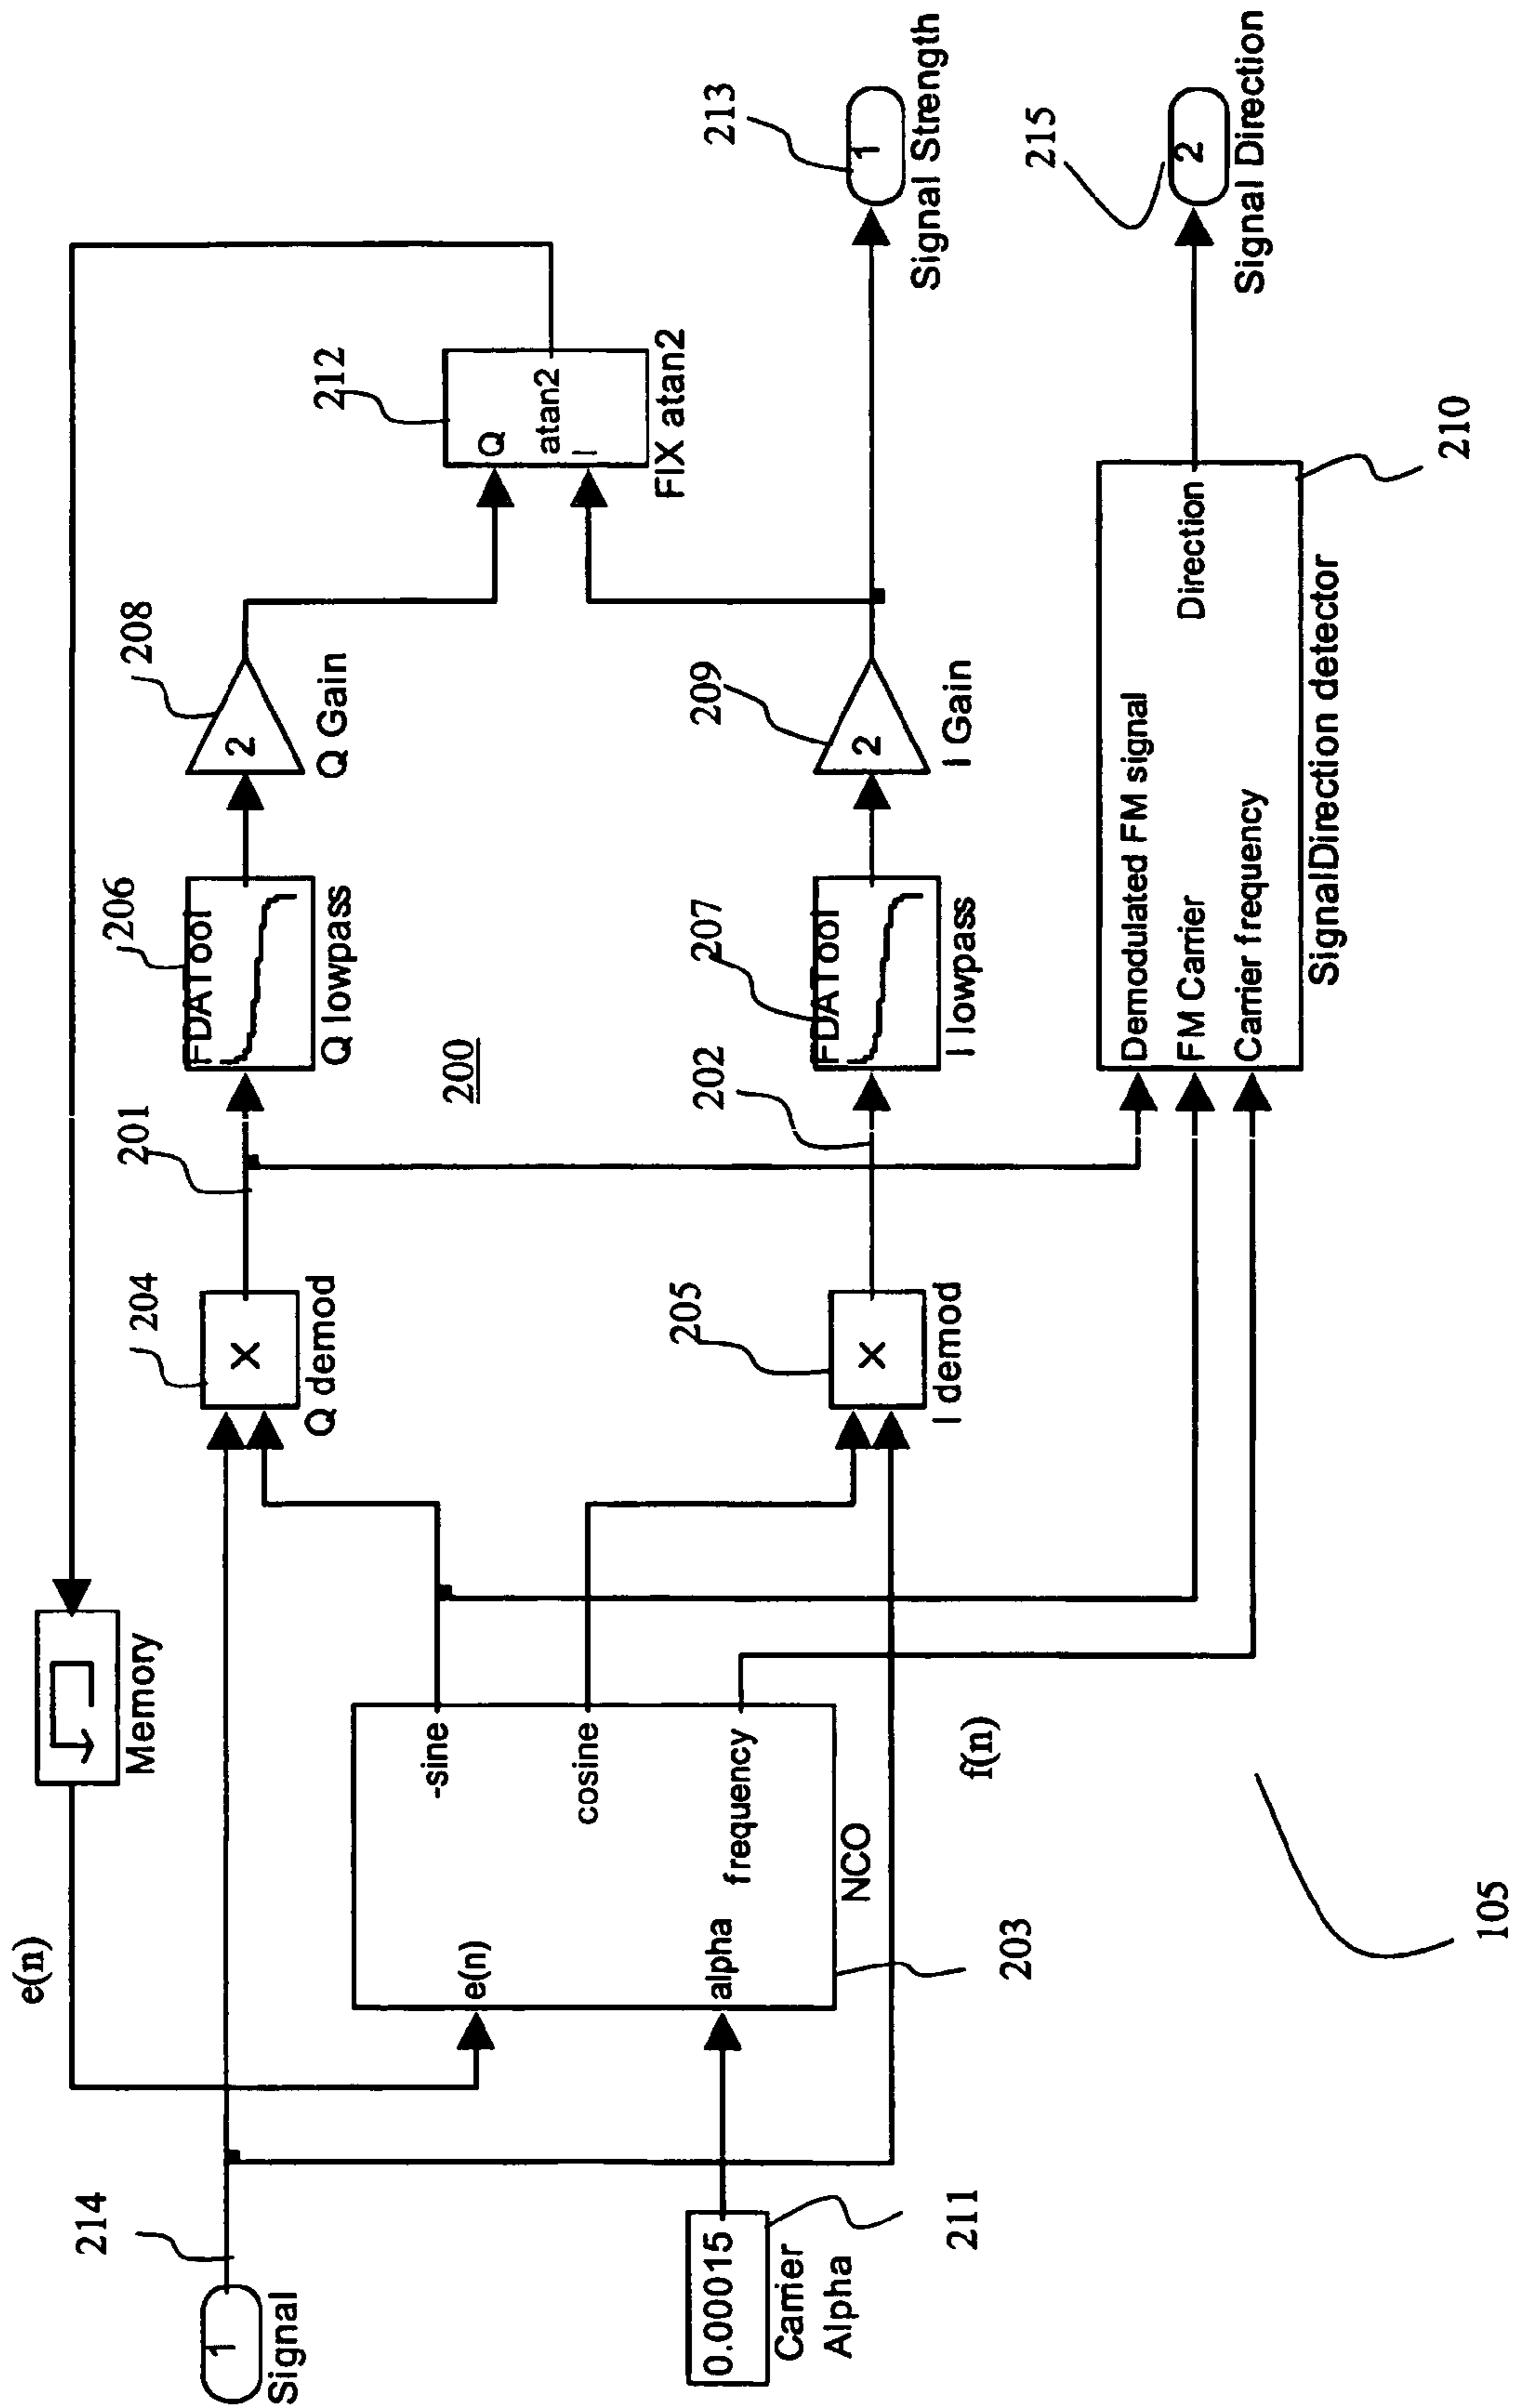 e(n)
Memory
214
1
Signal
204
X
Q demod
201
206
FDATool
Q lowpass
208
2
Q Gain
212
Q
atan2
I
FIX atan2
200
e(n)
-sine
cosine
alpha
frequency
NCO
203
0.00015
Carrier
Alpha
211
f(n)
205
X
I demod
202
207
FDATool
I lowpass
209
2
I Gain
213
1
Signal Strength
Demodulated FM signal
FM Carrier
Carrier frequency
Direction
SignalDirection detector
210
215
2
Signal Direction
105